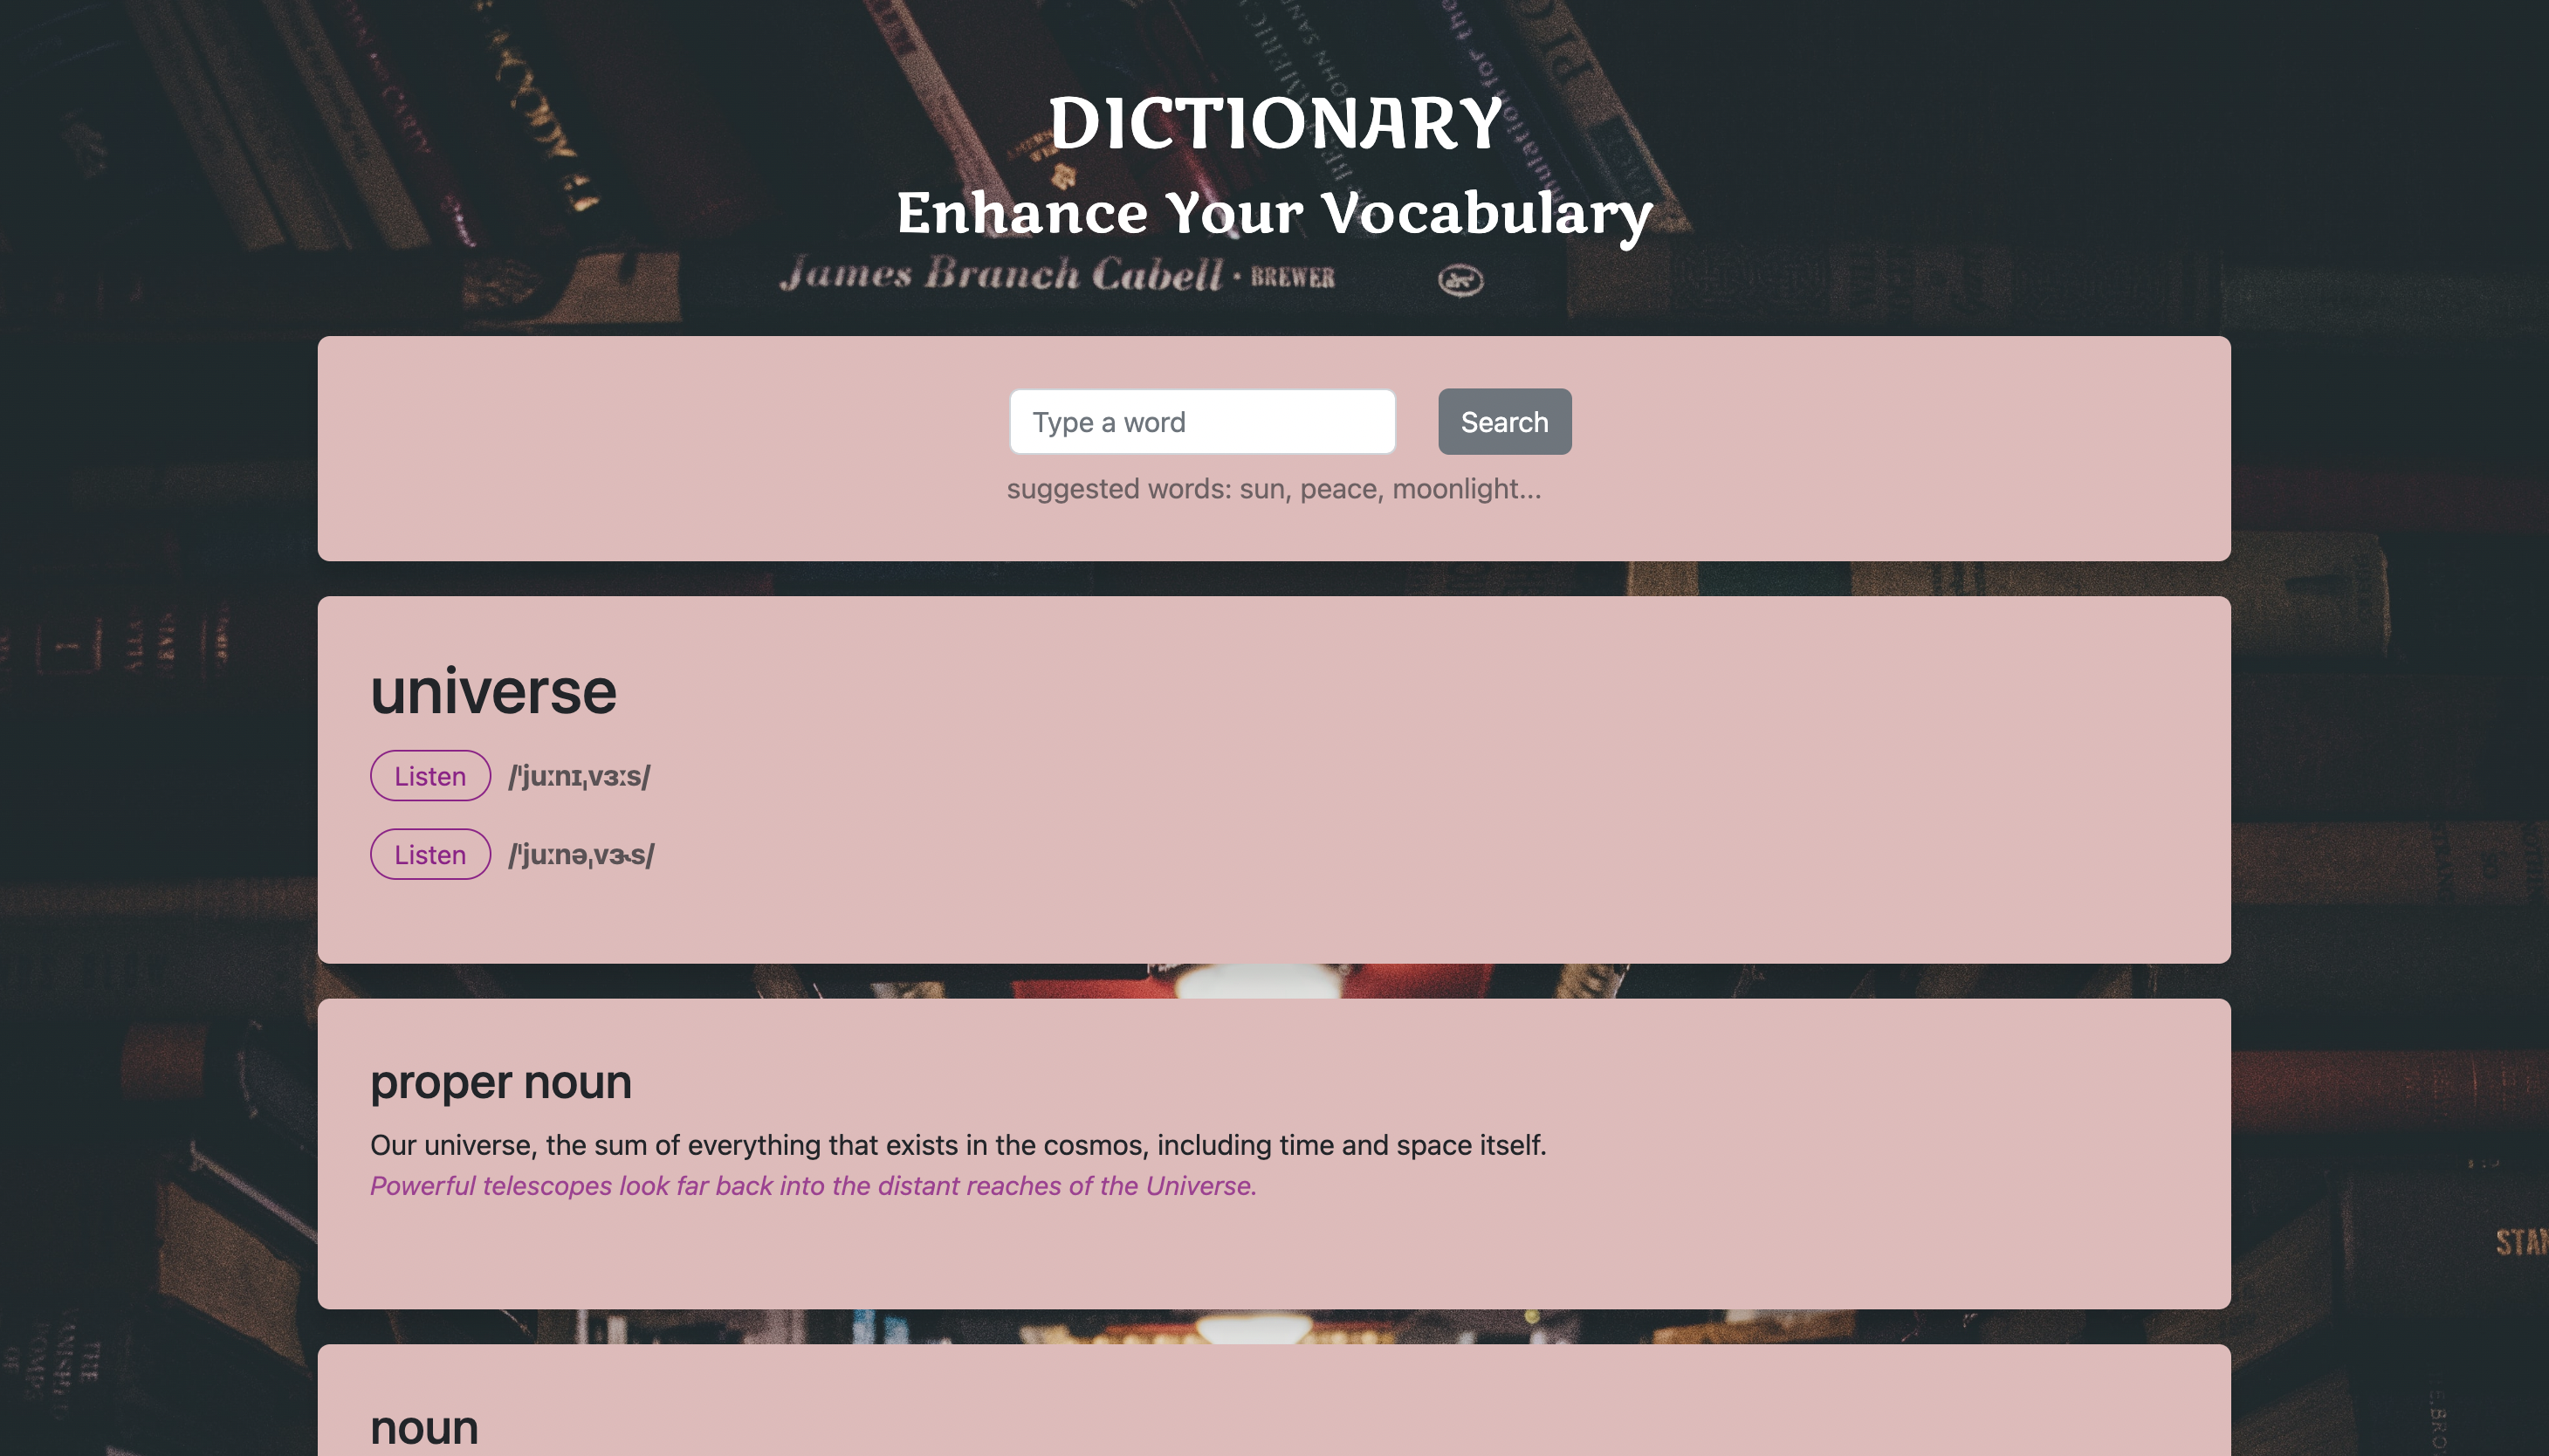 DICTIONARY
Enhance Your Vocabulary
James Branch Cabell · BREWER
Type a word
Search
suggested words: sun, peace, moonlight...
universe
Listen /ˈjuːnɪˌvɜːs/
Listen /ˈjuːnəˌvɝs/
proper noun
Our universe, the sum of everything that exists in the cosmos, including time and space itself.
Powerful telescopes look far back into the distant reaches of the Universe.
STAN
noun